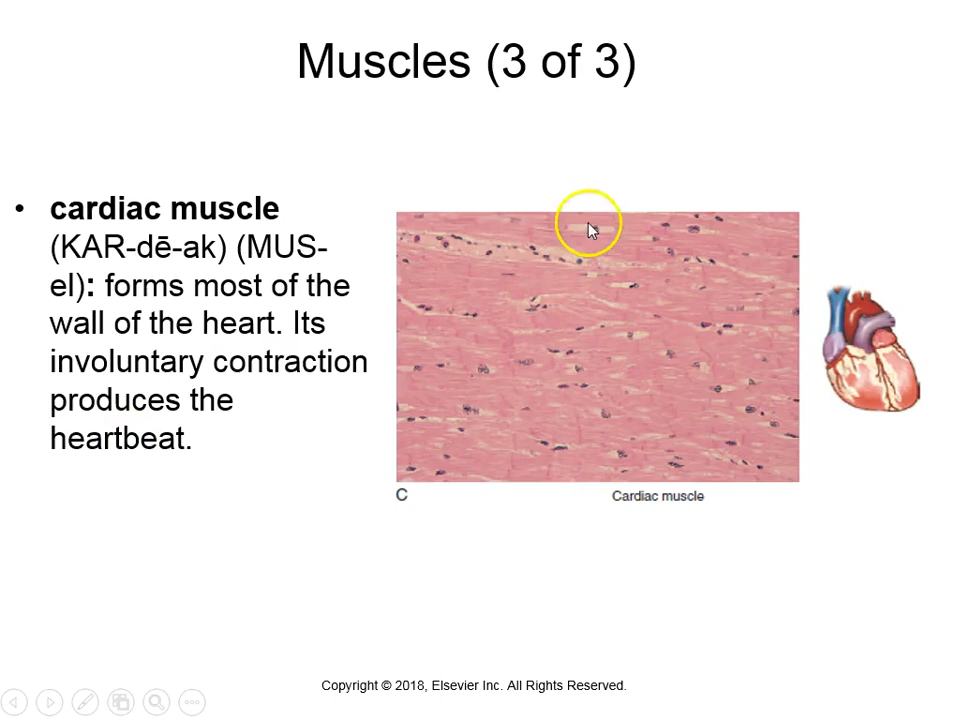 Muscles (3 of 3)
• cardiac muscle
(KAR-dē-ak) (MUS-
el): forms most of the
wall of the heart. Its
involuntary contraction
produces the
heartbeat.
C Cardiac muscle
Copyright © 2018, Elsevier Inc. All Rights Reserved.